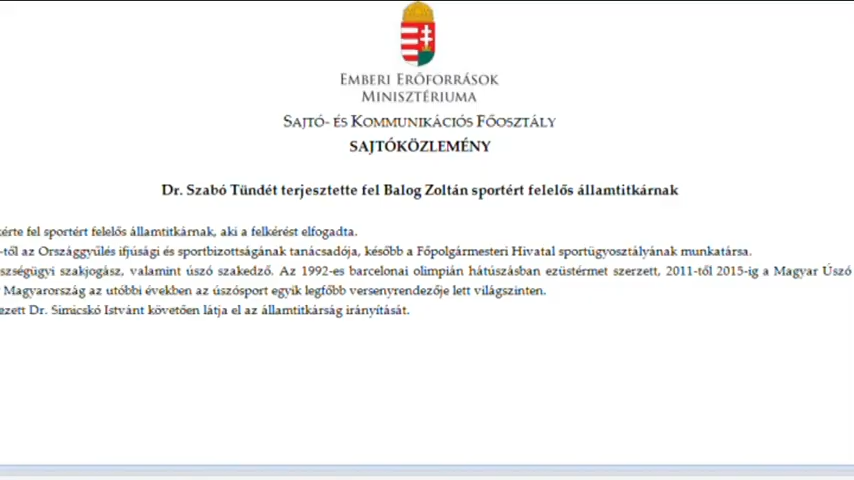 EMBERI ERŐFORRÁSOK
MINISZTÉRIUMA
SAJTÓ- ÉS KOMMUNIKÁCIÓS FŐOSZTÁLY
SAJTÓKÖZLEMÉNY
Dr. Szabó Tündét terjesztette fel Balog Zoltán sportért felelős államtitkárnak
fel sportért felelős államtitkárnak, aki a felkérést elfogadta.
-től az Országgyűlés ifjúsági és sportbizottságának tanácsadója, később a Főpolgármesteri Hivatal sportügyosztályának munkatársa.
szakjogász, valamint úszó szakedző. Az 1992-es barcelonai olimpián hátúszásban ezüstérmet szerzett, 2011-től 2015-ig a Magyar Úszó
Magyarország az utóbbi években az úszósport egyik legfőbb versenyrendezője lett világszinten.
Dr. Simicskó Istvánt követően látja el az államtitkárság irányítását.